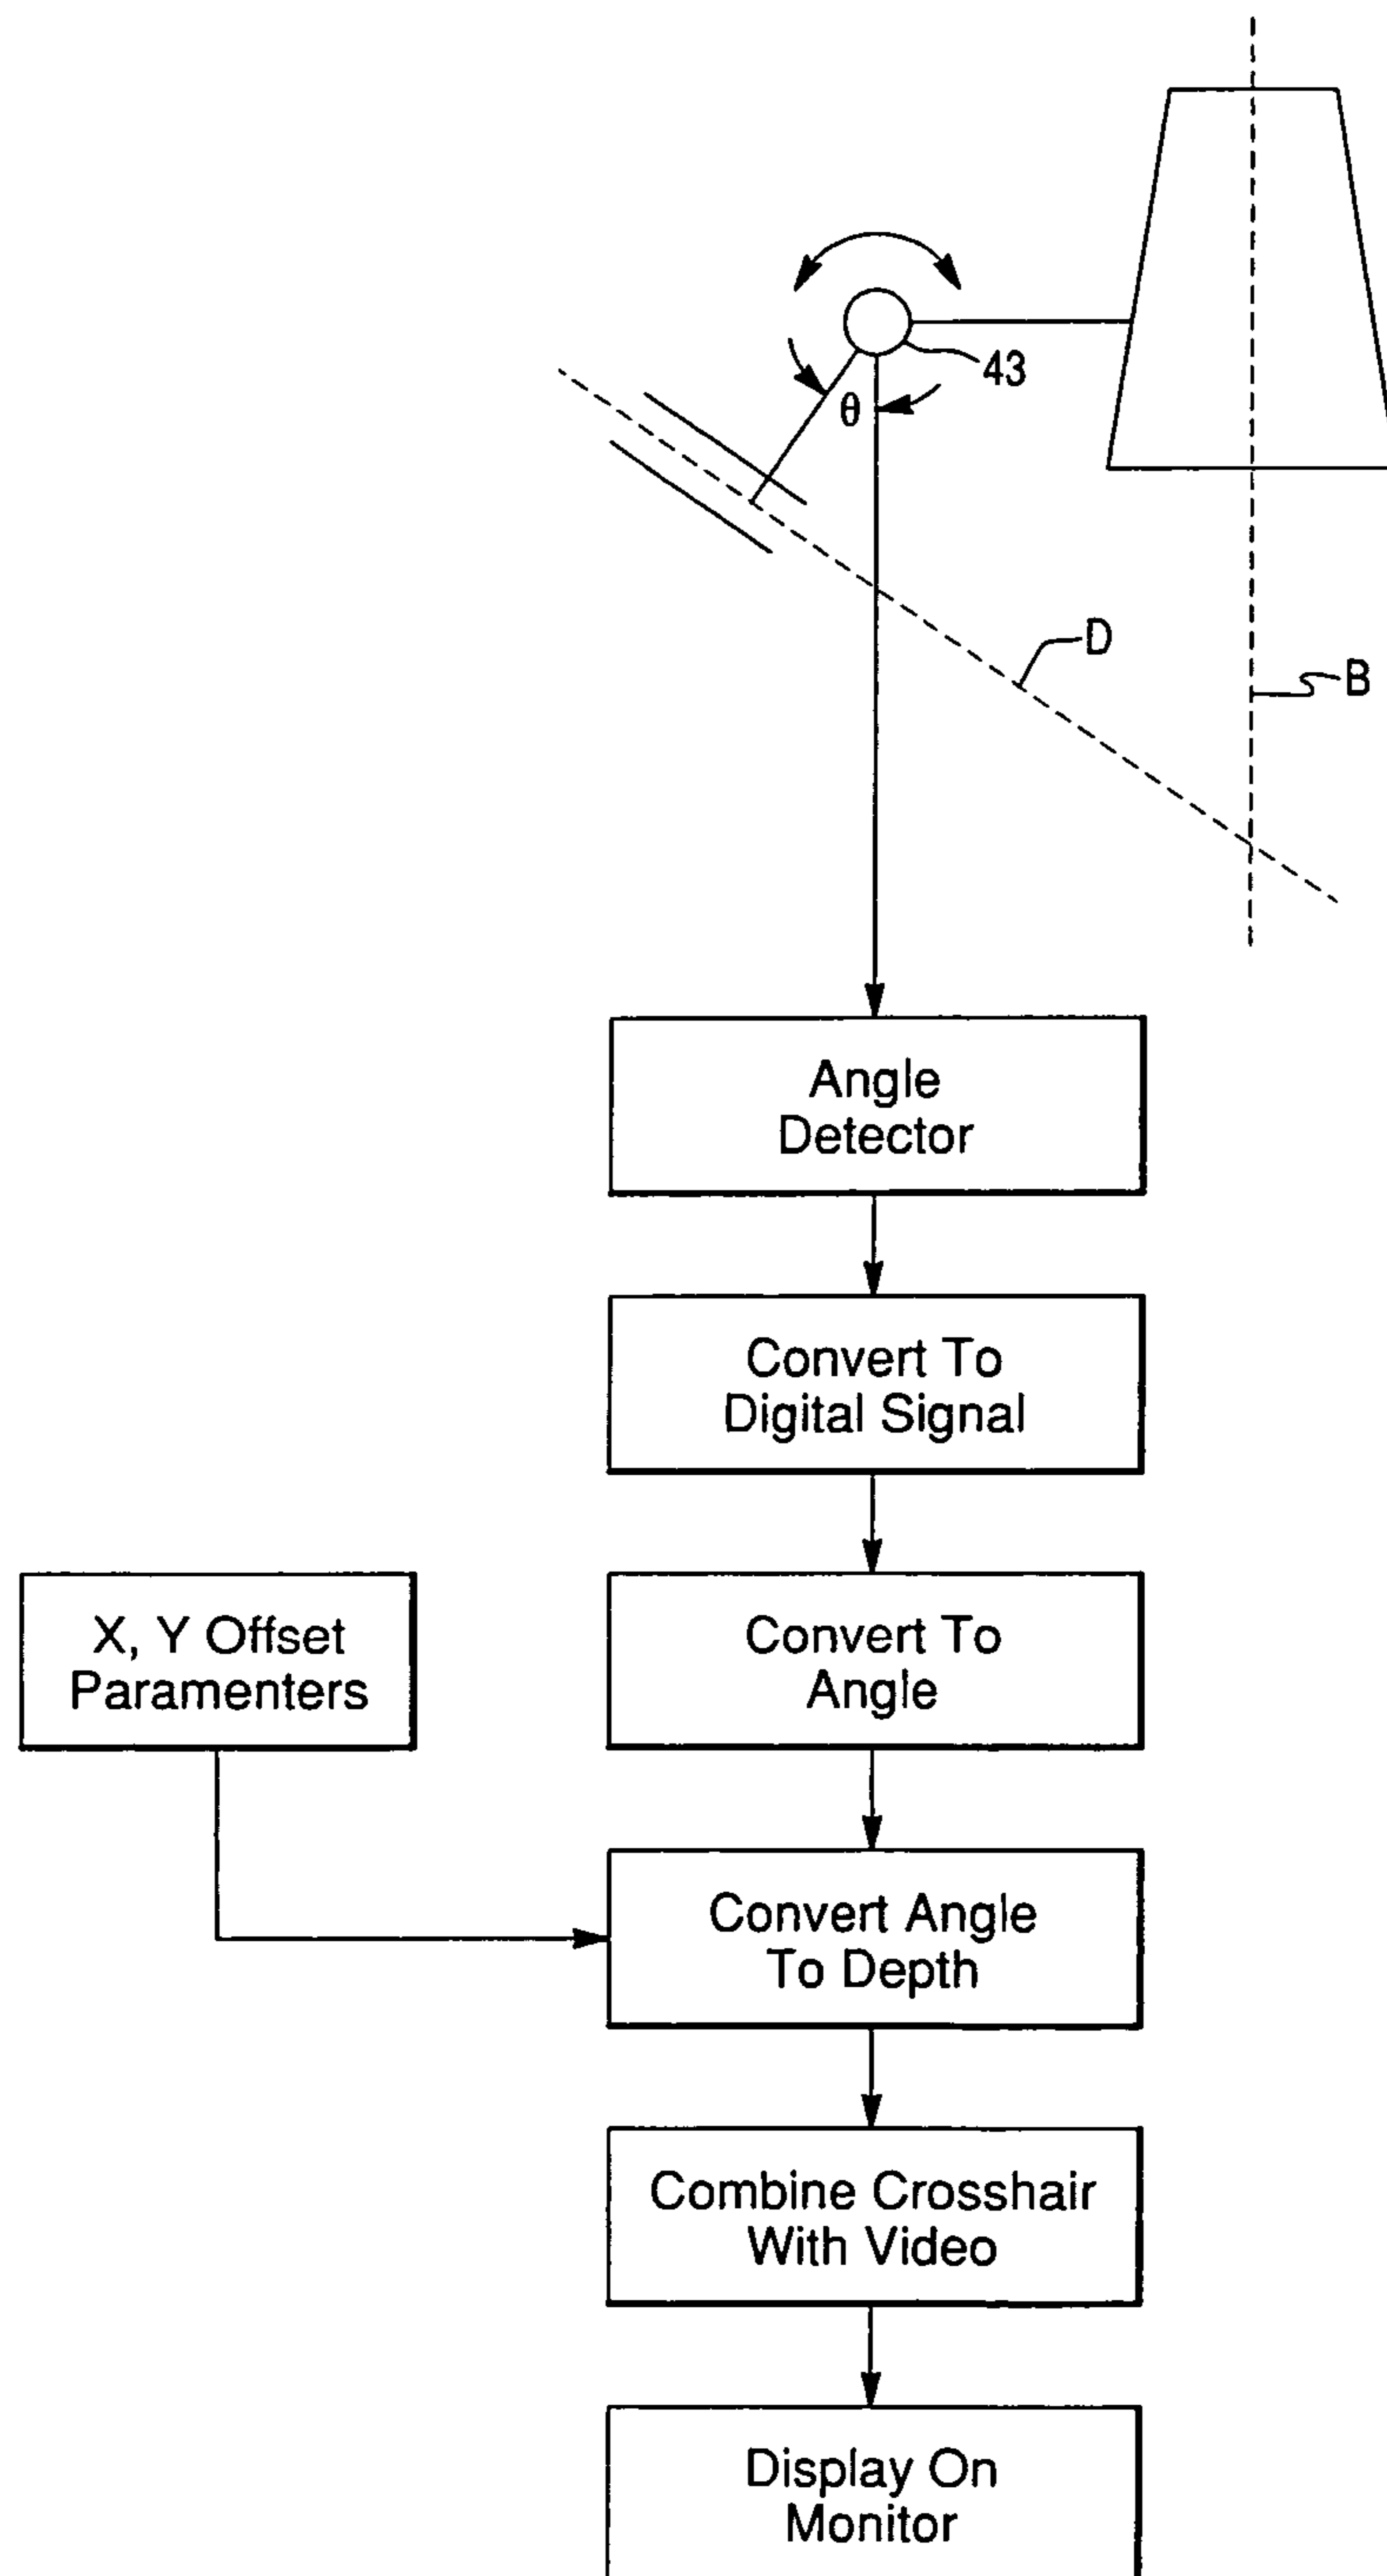 43
θ
D
B
Angle
Detector
Convert To
Digital Signal
X, Y Offset
Paramenters
Convert To
Angle
Convert Angle
To Depth
Combine Crosshair
With Video
Display On
Monitor